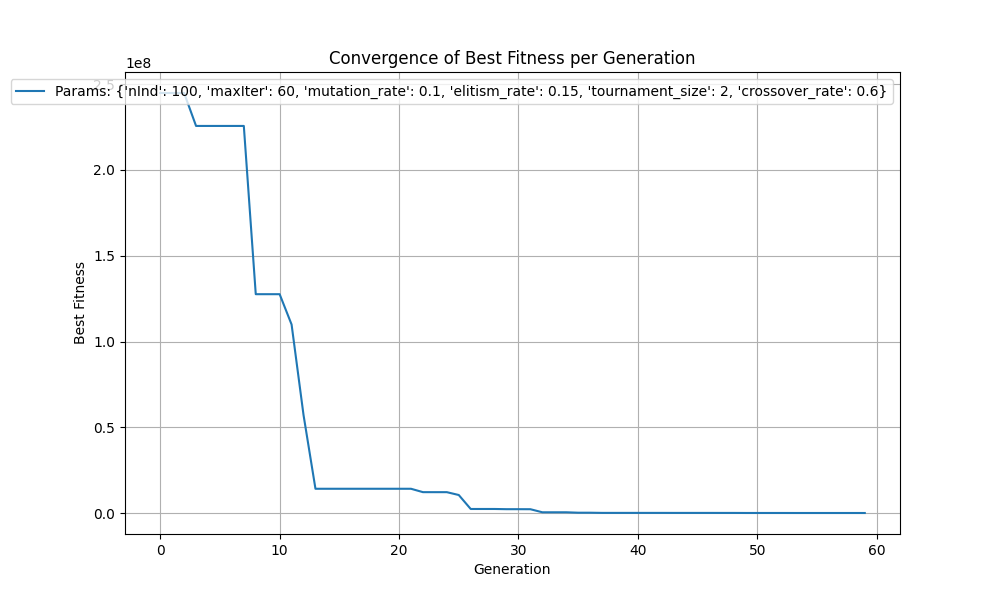 Convergence of Best Fitness per Generation
1e8
2.5
Params: {'nInd': 100, 'maxIter': 60, 'mutation_rate': 0.1, 'elitism_rate': 0.15, 'tournament_size': 2, 'crossover_rate': 0.6}
2.0
1.5
1.0
0.5
0.0
Best Fitness
0 10 20 30 40 50 60
Generation